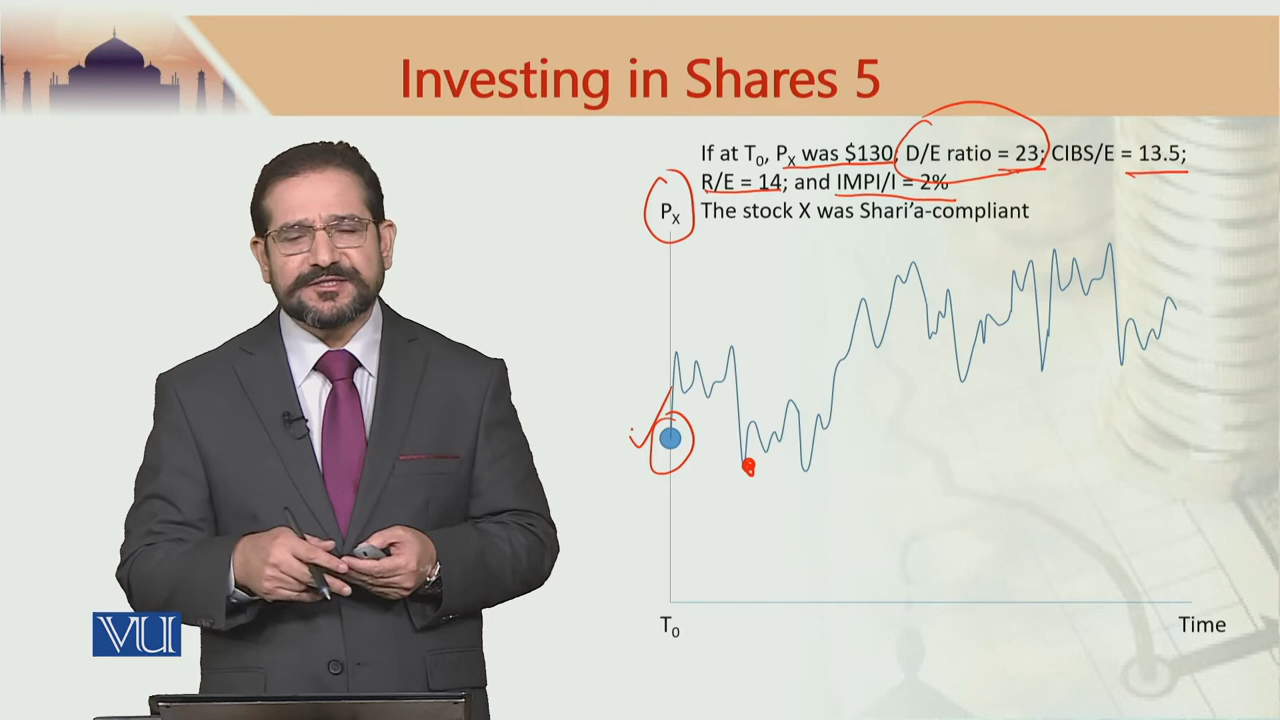 Investing in Shares 5
If at T₀, Pₓ was $130; D/E ratio = 23; CIBS/E = 13.5;
R/E = 14; and IMPI/I = 2%
Pₓ The stock X was Shari’a-compliant
T₀ Time
VU